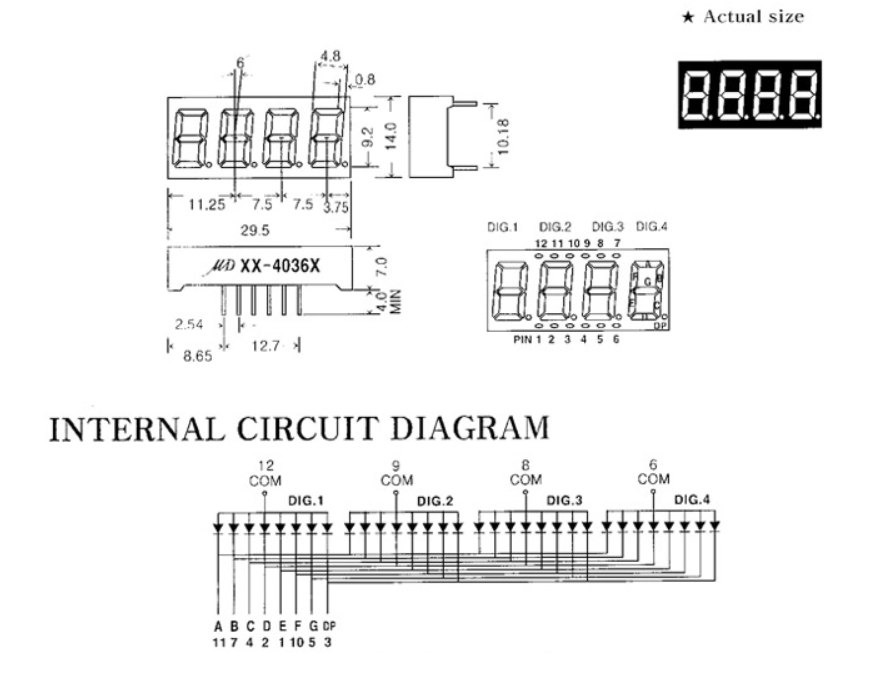 ★ Actual size
6
4.8
0.8
9.2
14.0
10.18
11.25
7.5
7.5
3.75
29.5
XX-4036X
7.0
4.0
MIN
2.54
8.65
12.7
DIG.1 DIG.2 DIG.3 DIG.4
12 11 10 9 8 7
A
F B
G
E C
D
DP
PIN 1 2 3 4 5 6
INTERNAL CIRCUIT DIAGRAM
12 9 8 6
COM COM COM COM
DIG.1 DIG.2 DIG.3 DIG.4
A B C D E F G DP
11 7 4 2 1 10 5 3